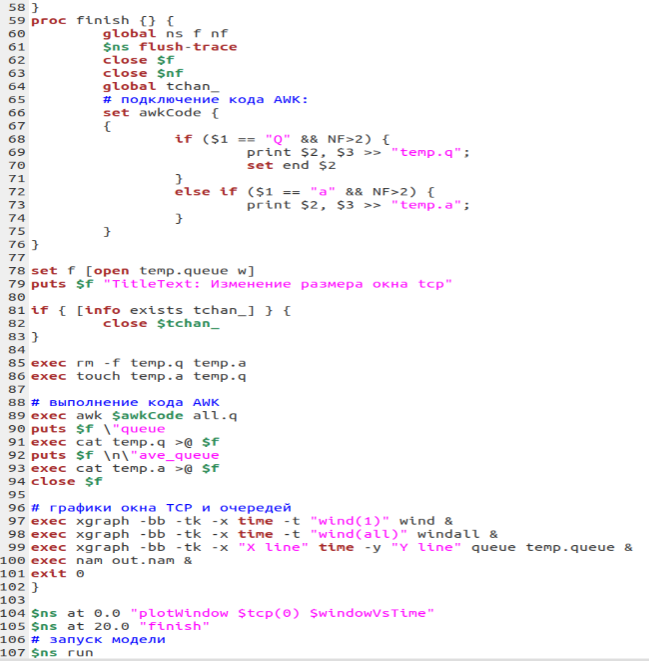 58 }
59 proc finish {} {
60         global ns f nf
61         $ns flush-trace
62         close $f
63         close $nf
64         global tchan_
65         # подключение кода AWK:
66         set awkCode {
67         {
68                 if ($1 == "Q" && NF>2) {
69                         print $2, $3 >> "temp.q";
70                         set end $2
71                 }
72                 else if ($1 == "a" && NF>2) {
73                         print $2, $3 >> "temp.a";
74                 }
75         }
76 }
77
78 set f [open temp.queue w]
79 puts $f "TitleText: Изменение размера окна tcp"
80
81 if { [info exists tchan_] } {
82         close $tchan_
83 }
84
85 exec rm -f temp.q temp.a
86 exec touch temp.a temp.q
87
88 # выполнение кода AWK
89 exec awk $awkCode all.q
90 puts $f \"queue
91 exec cat temp.q >@ $f
92 puts $f \n\"ave_queue
93 exec cat temp.a >@ $f
94 close $f
95
96 # графики окна TCP и очередей
97 exec xgraph -bb -tk -x time -t "wind(1)" wind &
98 exec xgraph -bb -tk -x time -t "wind(all)" windall &
99 exec xgraph -bb -tk -x "X line" time -y "Y line" queue temp.queue &
100 exec nam out.nam &
101 exit 0
102 }
103
104 $ns at 0.0 "plotWindow $tcp(0) $windowVsTime"
105 $ns at 20.0 "finish"
106 # запуск модели
107 $ns run